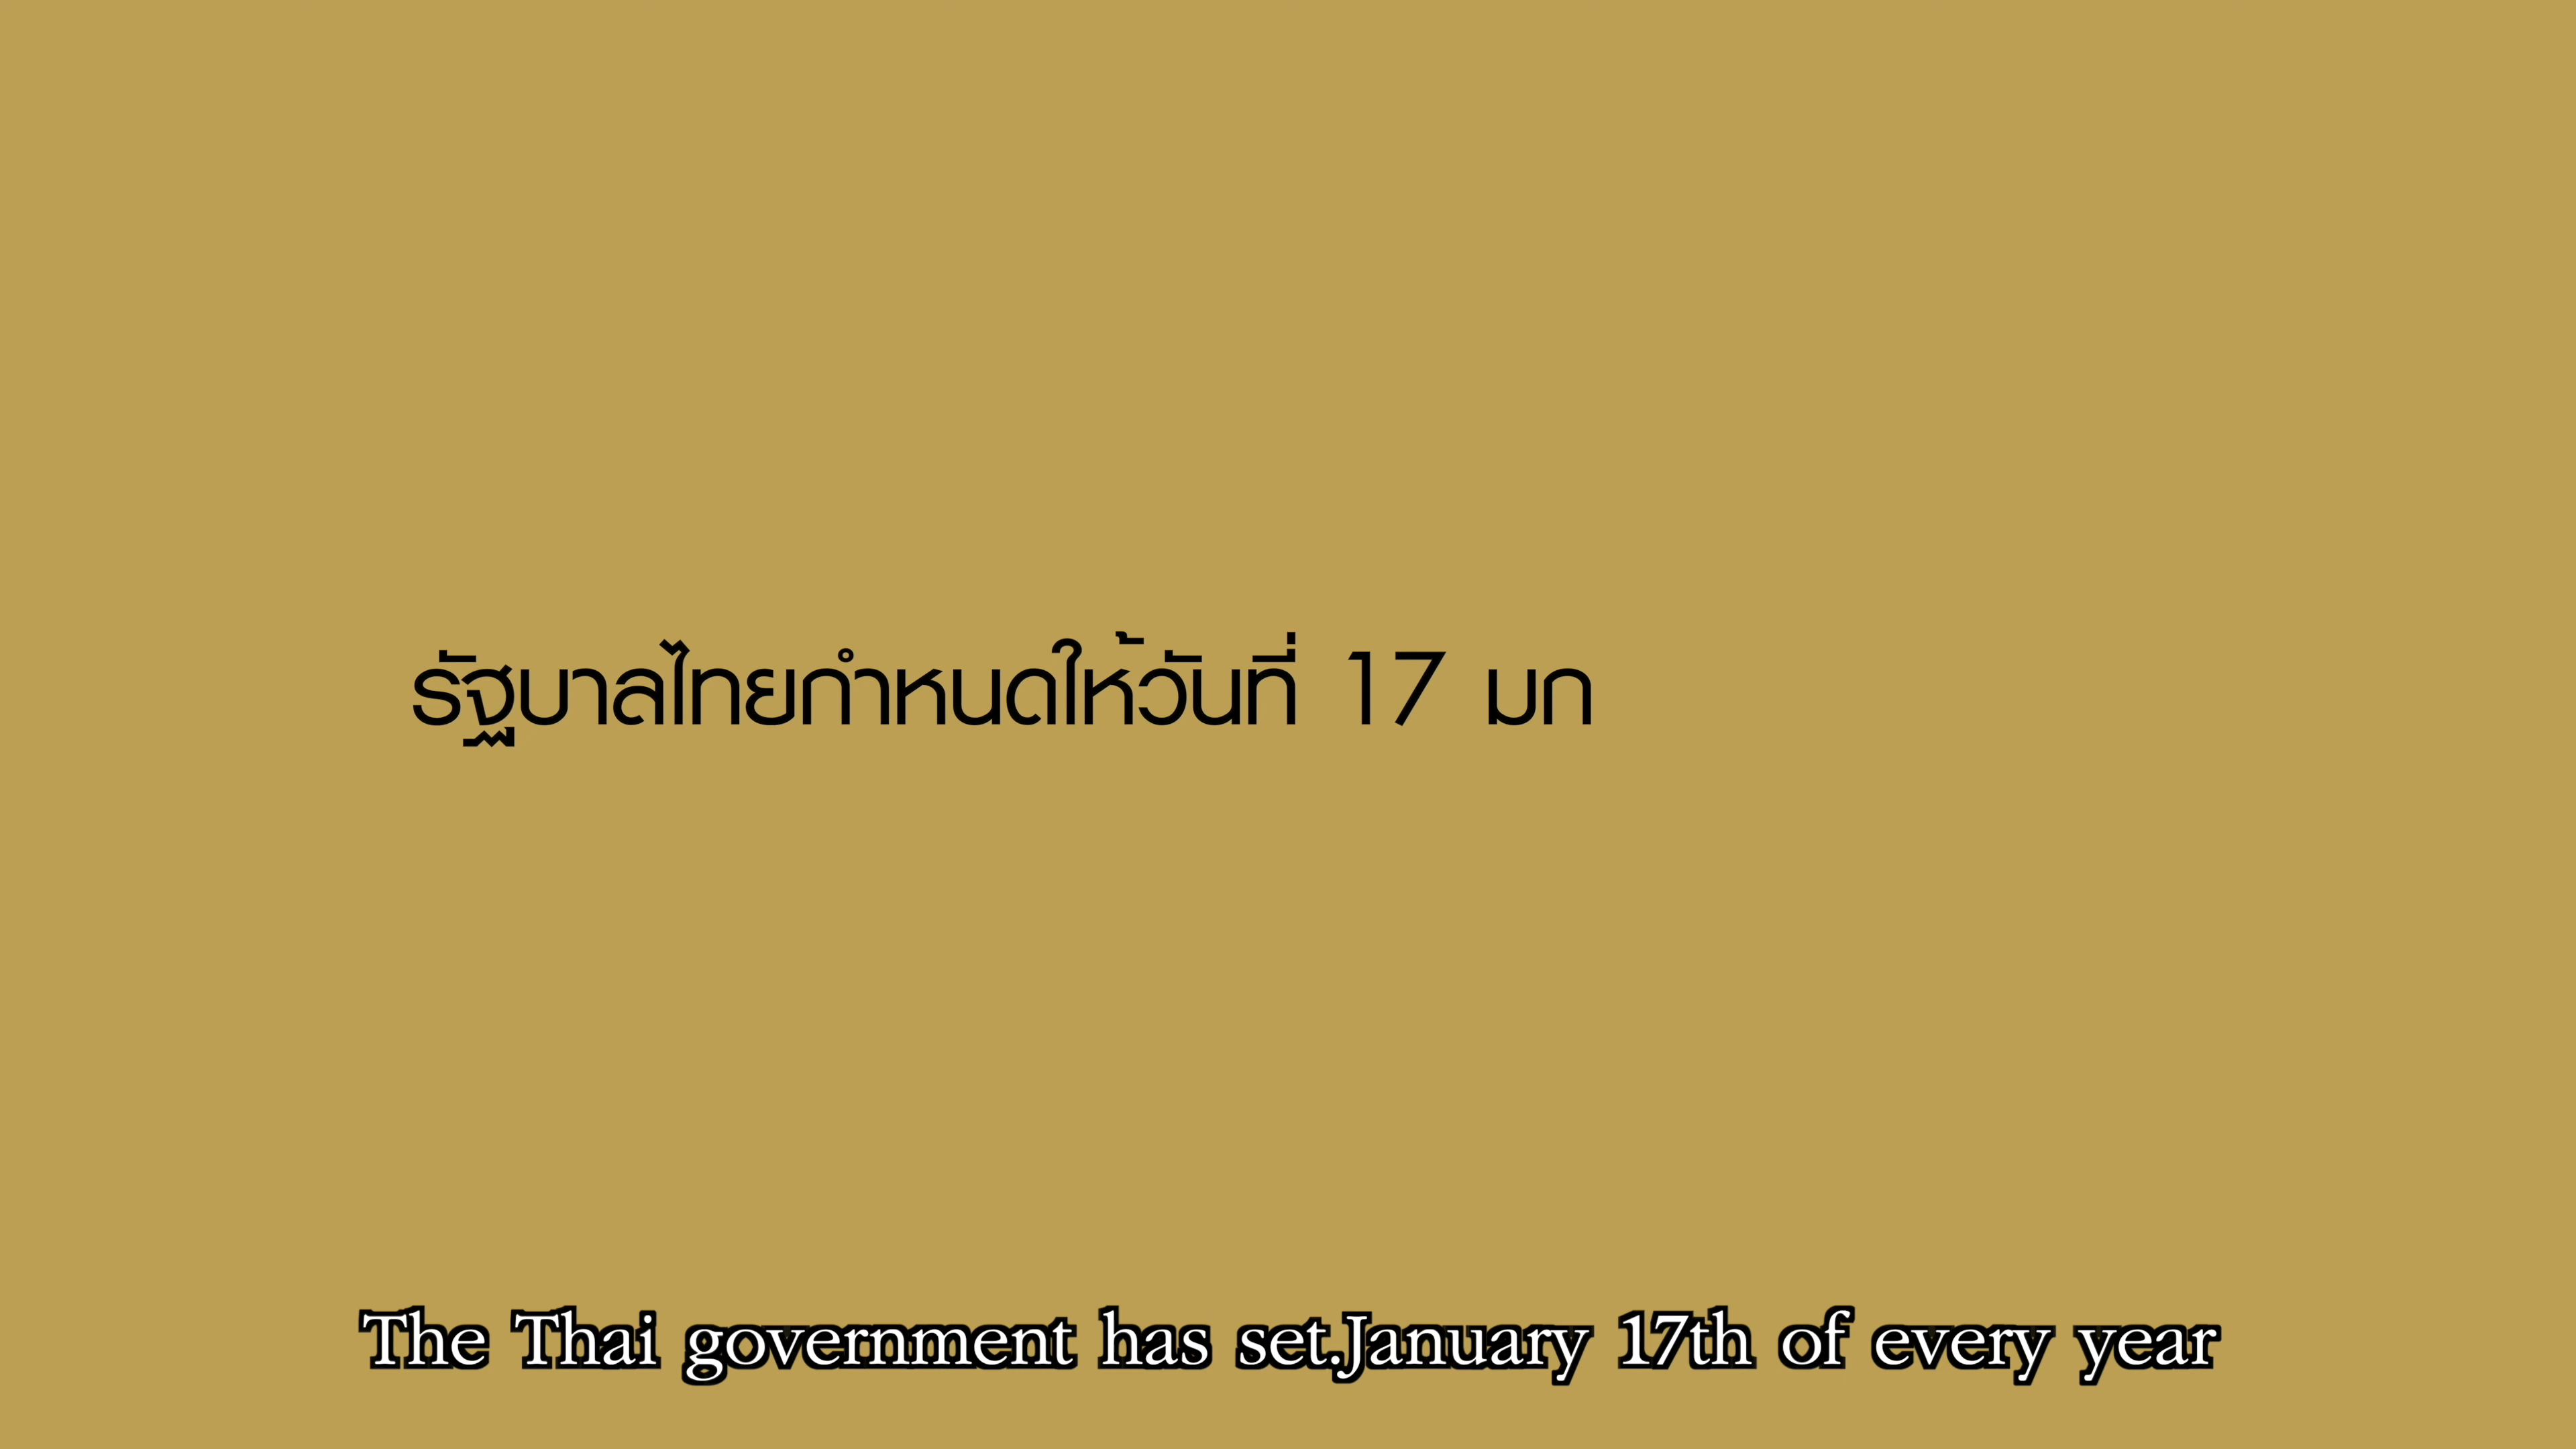 รัฐบาลไทยกำหนดให้วันที่ 17 มก
The Thai government has set.January 17th of every year